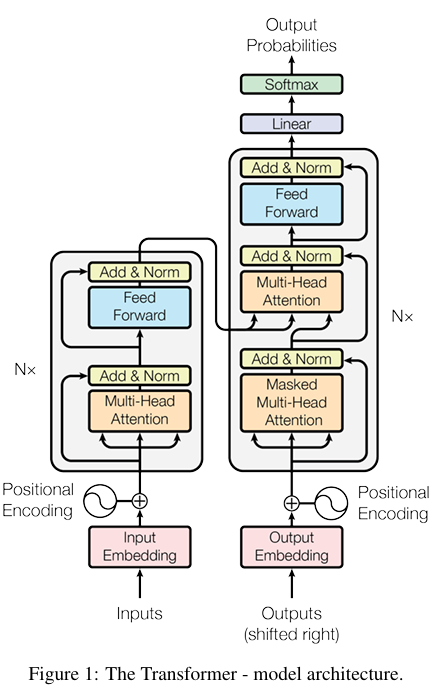 Output
Probabilities
Softmax
Linear
Add & Norm
Feed
Forward
Add & Norm
Multi-Head
Attention
Add & Norm
Masked
Multi-Head
Attention
N×
Add & Norm
Feed
Forward
Add & Norm
Multi-Head
Attention
N×
Positional
Encoding
Positional
Encoding
Input
Embedding
Output
Embedding
Inputs
Outputs
(shifted right)
Figure 1: The Transformer - model architecture.